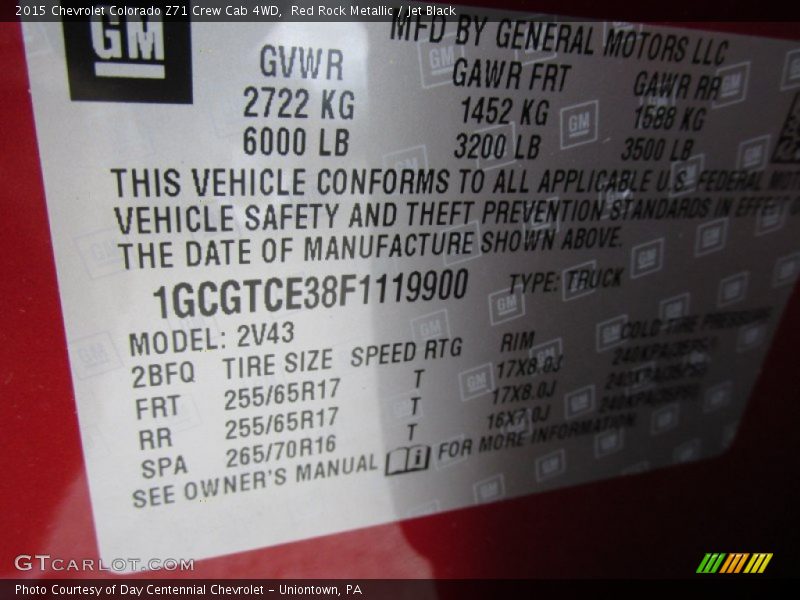 2015 Chevrolet Colorado Z71 Crew Cab 4WD, Red Rock Metallic / Jet Black
GM
MFD BY GENERAL MOTORS LLC
GVWR GAWR FRT GAWR RR
2722 KG 1452 KG 1588 KG
6000 LB 3200 LB 3500 LB
THIS VEHICLE CONFORMS TO ALL APPLICABLE U.S. FEDERAL
VEHICLE SAFETY AND THEFT PREVENTION STANDARDS IN EFFECT
THE DATE OF MANUFACTURE SHOWN ABOVE.
1GCGTCE38F1119900 TYPE: TRUCK
MODEL: 2V43
2BFQ TIRE SIZE SPEED RTG RIM COLD TIRE PRESSURE
FRT 255/65R17 T 17X8.0J
RR 255/65R17 T 17X8.0J
SPA 265/70R16 T 16X7.0J
SEE OWNER'S MANUAL FOR MORE INFORMATION
GTCARLOT.COM
Photo Courtesy of Day Centennial Chevrolet – Uniontown, PA